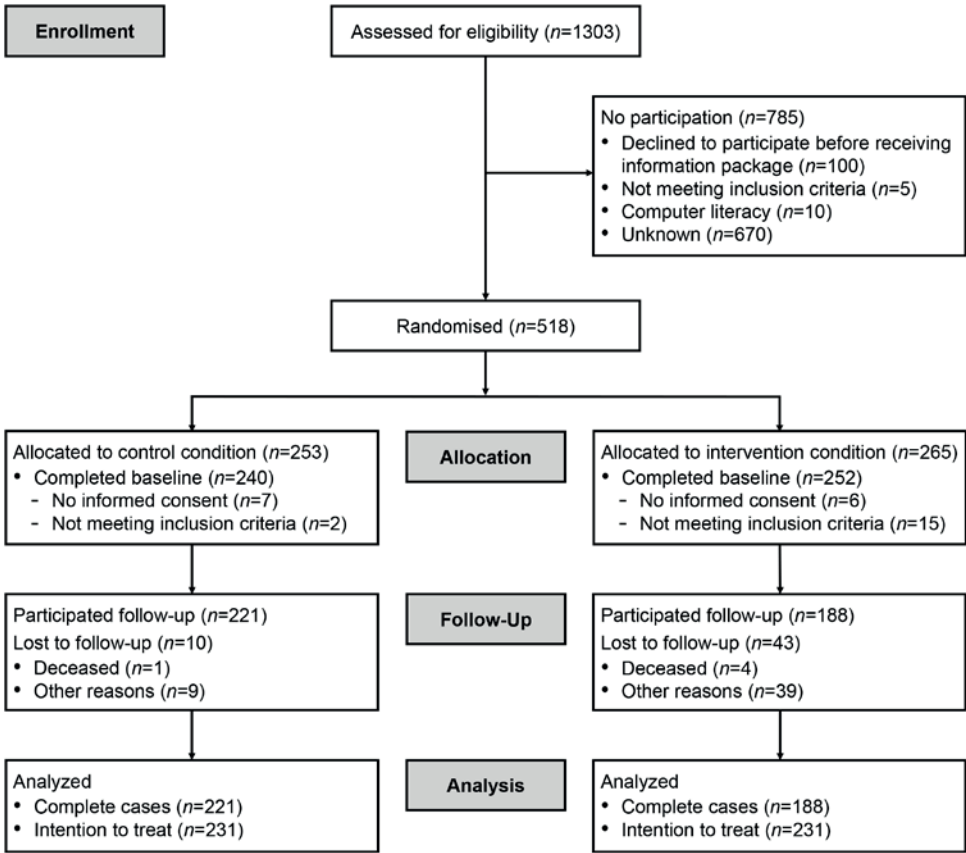 Enrollment
Assessed for eligibility (n=1303)
No participation (n=785)
• Declined to participate before receiving
information package (n=100)
• Not meeting inclusion criteria (n=5)
• Computer literacy (n=10)
• Unknown (n=670)
Randomised (n=518)
Allocated to control condition (n=253)
• Completed baseline (n=240)
- No informed consent (n=7)
- Not meeting inclusion criteria (n=2)
Allocation
Allocated to intervention condition (n=265)
• Completed baseline (n=252)
- No informed consent (n=6)
- Not meeting inclusion criteria (n=15)
Participated follow-up (n=221)
Lost to follow-up (n=10)
• Deceased (n=1)
• Other reasons (n=9)
Follow-Up
Participated follow-up (n=188)
Lost to follow-up (n=43)
• Deceased (n=4)
• Other reasons (n=39)
Analyzed
• Complete cases (n=221)
• Intention to treat (n=231)
Analysis
Analyzed
• Complete cases (n=188)
• Intention to treat (n=231)